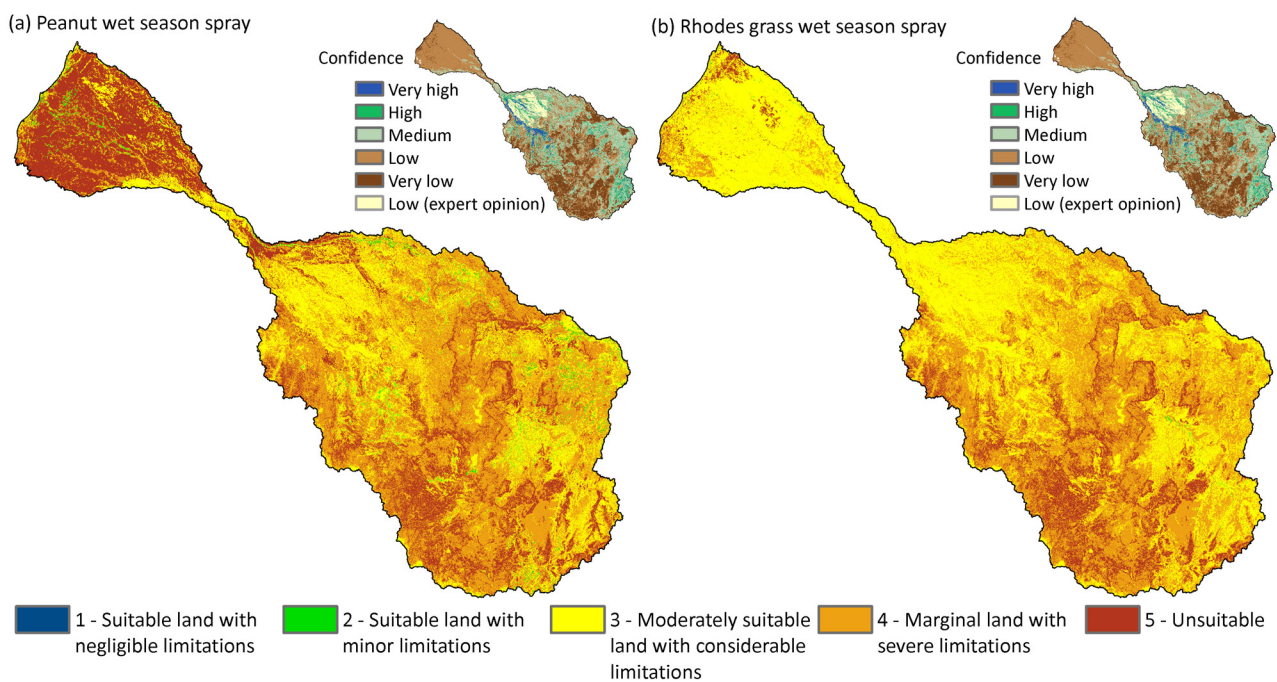 (a) Peanut wet season spray
Confidence
Very high
High
Medium
Low
Very low
Low (expert opinion)
(b) Rhodes grass wet season spray
Confidence
Very high
High
Medium
Low
Very low
Low (expert opinion)
1 - Suitable land with
negligible limitations
2 - Suitable land with
minor limitations
3 - Moderately suitable
land with considerable
limitations
4 - Marginal land with
severe limitations
5 - Unsuitable